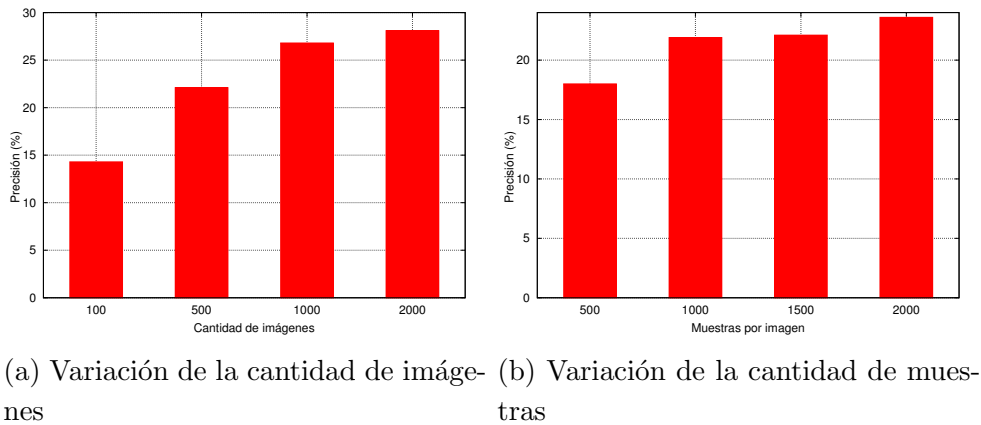 30
25
20
15
10
5
0
Precisión (%)
100 500 1000 2000
Cantidad de imágenes
20
15
10
5
0
Precisión (%)
500 1000 1500 2000
Muestras por imagen
(a) Variación de la cantidad de imáge-
nes
(b) Variación de la cantidad de mues-
tras